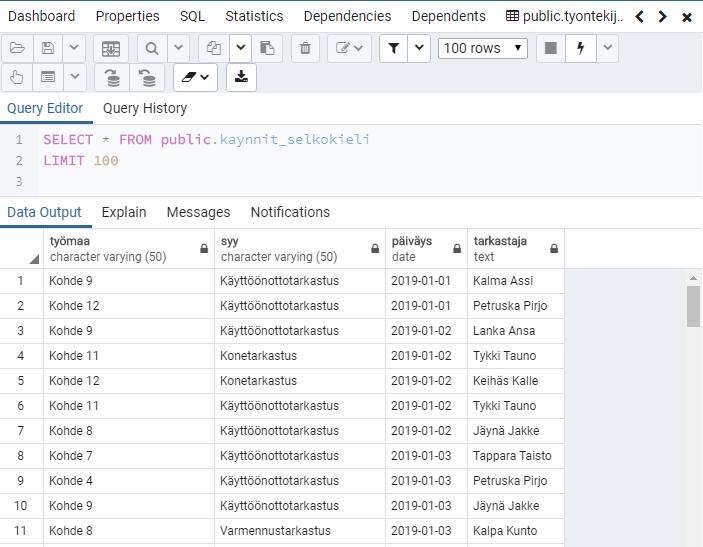 Dashboard Properties SQL Statistics Dependencies Dependents public.tyontekij..
100 rows
Query Editor Query History
1 SELECT * FROM public.kaynnit_selkokieli
2 LIMIT 100
3
Data Output Explain Messages Notifications
työmaa syy päiväys tarkastaja
character varying (50) character varying (50) date text
1 Kohde 9 Käyttöönottotarkastus 2019-01-01 Kalma Assi
2 Kohde 12 Käyttöönottotarkastus 2019-01-01 Petruska Pirjo
3 Kohde 9 Käyttöönottotarkastus 2019-01-02 Lanka Ansa
4 Kohde 11 Konetarkastus 2019-01-02 Tykki Tauno
5 Kohde 12 Konetarkastus 2019-01-02 Keihäs Kalle
6 Kohde 11 Käyttöönottotarkastus 2019-01-02 Tykki Tauno
7 Kohde 8 Käyttöönottotarkastus 2019-01-02 Jäynä Jakke
8 Kohde 7 Käyttöönottotarkastus 2019-01-03 Tappara Taisto
9 Kohde 4 Käyttöönottotarkastus 2019-01-03 Petruska Pirjo
10 Kohde 9 Käyttöönottotarkastus 2019-01-03 Jäynä Jakke
11 Kohde 8 Varmennustarkastus 2019-01-03 Kalpa Kunto